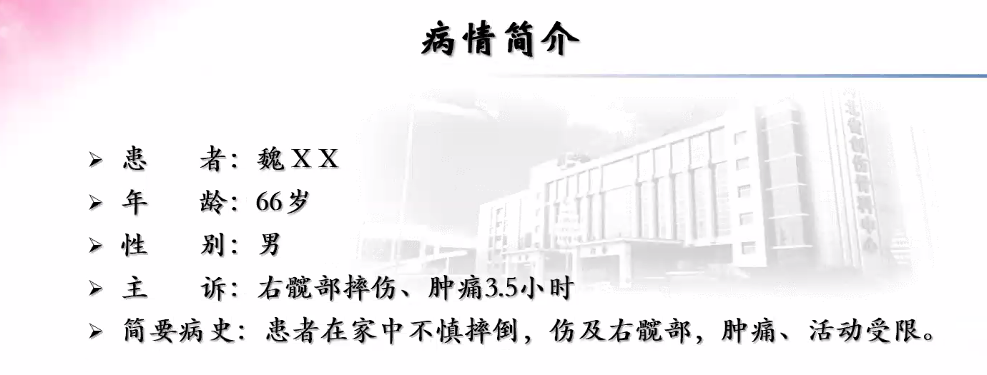 病情简介
患 者：魏ＸＸ
年 龄：66岁
性 别：男
主 诉：右髋部摔伤、肿痛3.5小时
简要病史：患者在家中不慎摔倒，伤及右髋部，肿痛、活动受限。